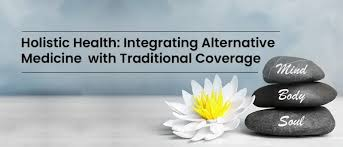 Holistic Health: Integrating Alternative
Medicine with Traditional Coverage
Mind
Body
Soul